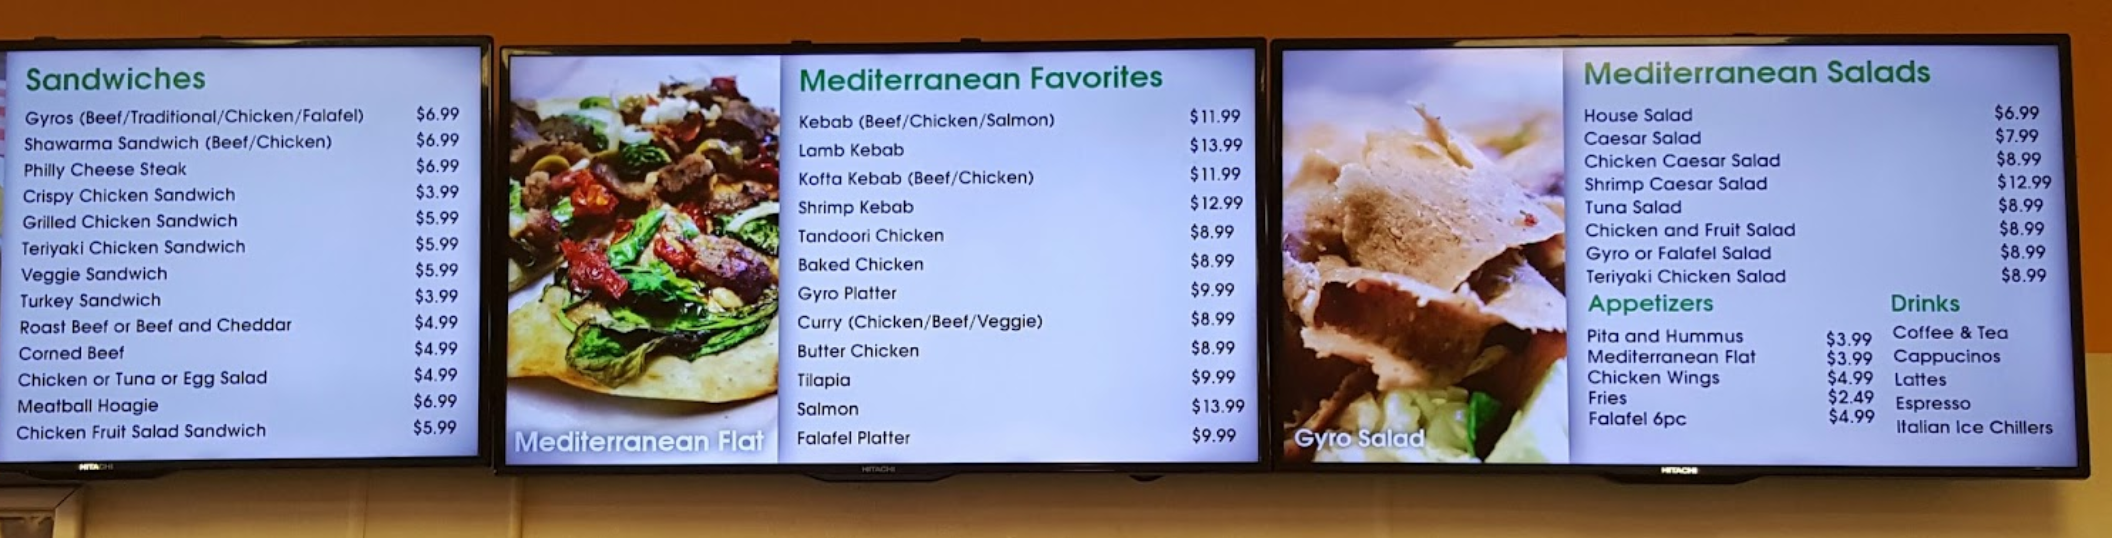 Sandwiches
Gyros (Beef/Traditional/Chicken/Falafel) $6.99
Shawarma Sandwich (Beef/Chicken) $6.99
Philly Cheese Steak $6.99
Crispy Chicken Sandwich $3.99
Grilled Chicken Sandwich $5.99
Teriyaki Chicken Sandwich $5.99
Veggie Sandwich $5.99
Turkey Sandwich $3.99
Roast Beef or Beef and Cheddar $4.99
Corned Beef $4.99
Chicken or Tuna or Egg Salad $4.99
Meatball Hoagie $6.99
Chicken Fruit Salad Sandwich $5.99
HITACHI
Mediterranean Flat
Mediterranean Favorites
Kebab (Beef/Chicken/Salmon) $11.99
Lamb Kebab $13.99
Kofta Kebab (Beef/Chicken) $11.99
Shrimp Kebab $12.99
Tandoori Chicken $8.99
Baked Chicken $8.99
Gyro Platter $9.99
Curry (Chicken/Beef/Veggie) $8.99
Butter Chicken $8.99
Tilapia $9.99
Salmon $13.99
Falafel Platter $9.99
HITACHI
Gyro Salad
Mediterranean Salads
House Salad $6.99
Caesar Salad $7.99
Chicken Caesar Salad $8.99
Shrimp Caesar Salad $12.99
Tuna Salad $8.99
Chicken and Fruit Salad $8.99
Gyro or Falafel Salad $8.99
Teriyaki Chicken Salad $8.99
Appetizers
Pita and Hummus $3.99
Mediterranean Flat $3.99
Chicken Wings $4.99
Fries $2.49
Falafel 6pc $4.99
Drinks
Coffee & Tea
Cappucinos
Lattes
Espresso
Italian Ice Chillers
HITACHI